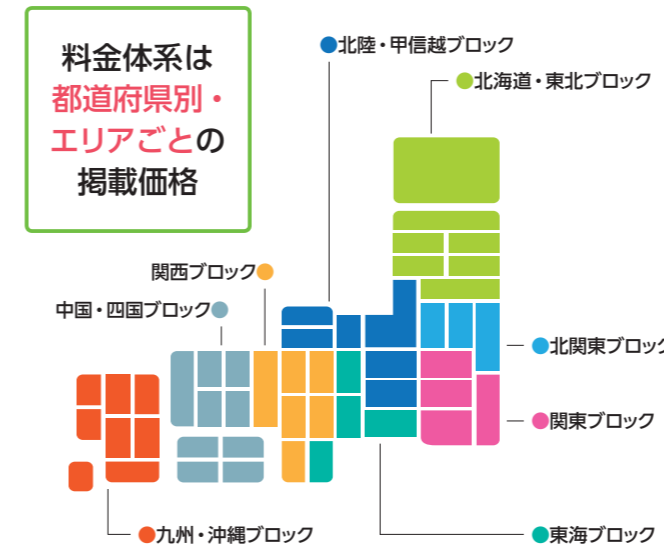 料金体系は
都道府県別・
エリアごとの
掲載価格
北陸・甲信越ブロック
北海道・東北ブロック
関西ブロック
中国・四国ブロック
北関東ブロック
関東ブロック
九州・沖縄ブロック
東海ブロック